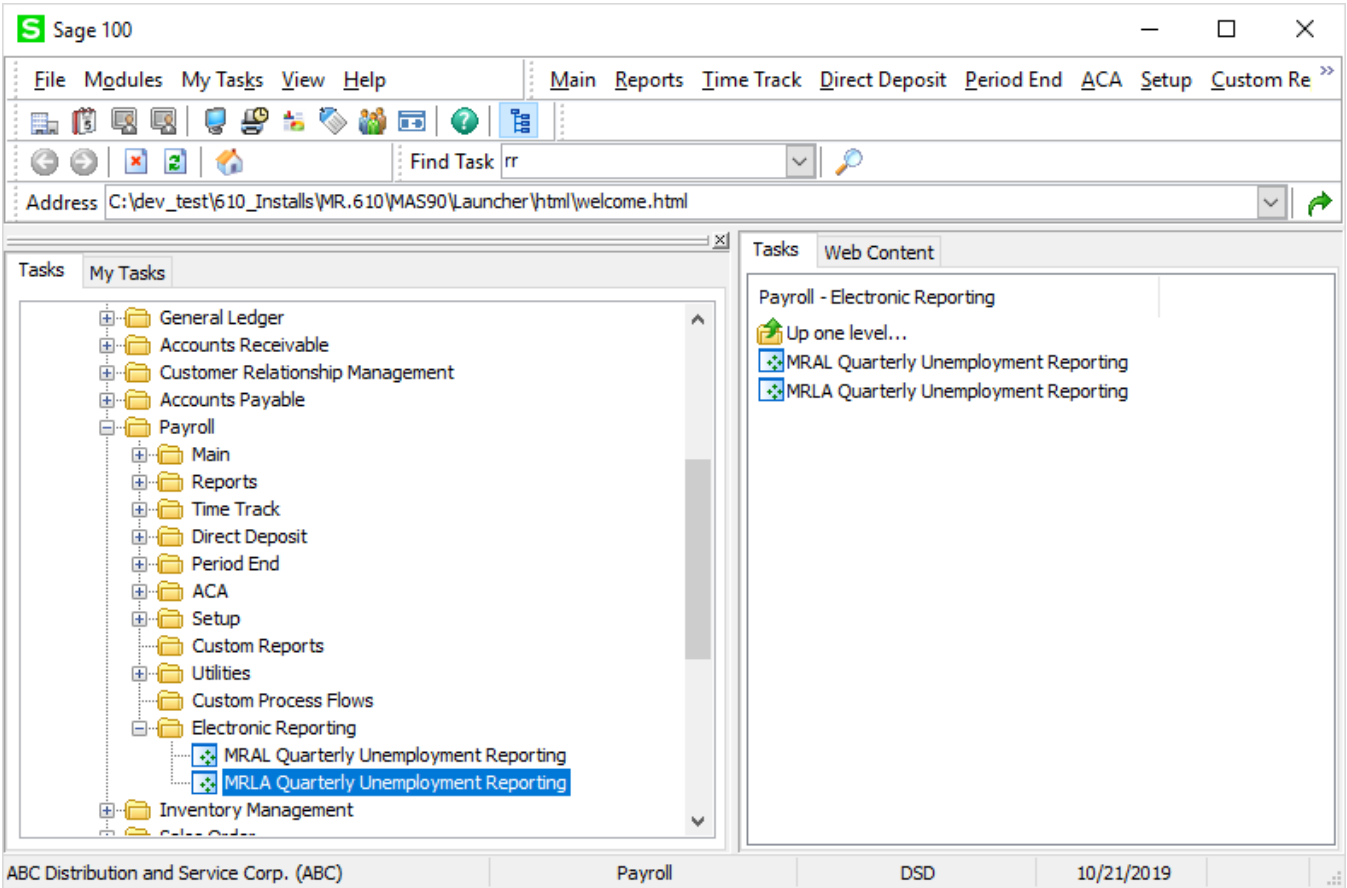 Sage 100
File Modules My Tasks View Help Main Reports Time Track Direct Deposit Period End ACA Setup Custom Re
Find Task rr
Address C:\dev_test\610_Installs\MR.610\MAS90\Launcher\html\welcome.html
Tasks My Tasks
General Ledger
Accounts Receivable
Customer Relationship Management
Accounts Payable
Payroll
Main
Reports
Time Track
Direct Deposit
Period End
ACA
Setup
Custom Reports
Utilities
Custom Process Flows
Electronic Reporting
MRAL Quarterly Unemployment Reporting
MRLA Quarterly Unemployment Reporting
Inventory Management
Sales Order
Tasks Web Content
Payroll - Electronic Reporting
Up one level...
MRAL Quarterly Unemployment Reporting
MRLA Quarterly Unemployment Reporting
ABC Distribution and Service Corp. (ABC) Payroll DSD 10/21/2019